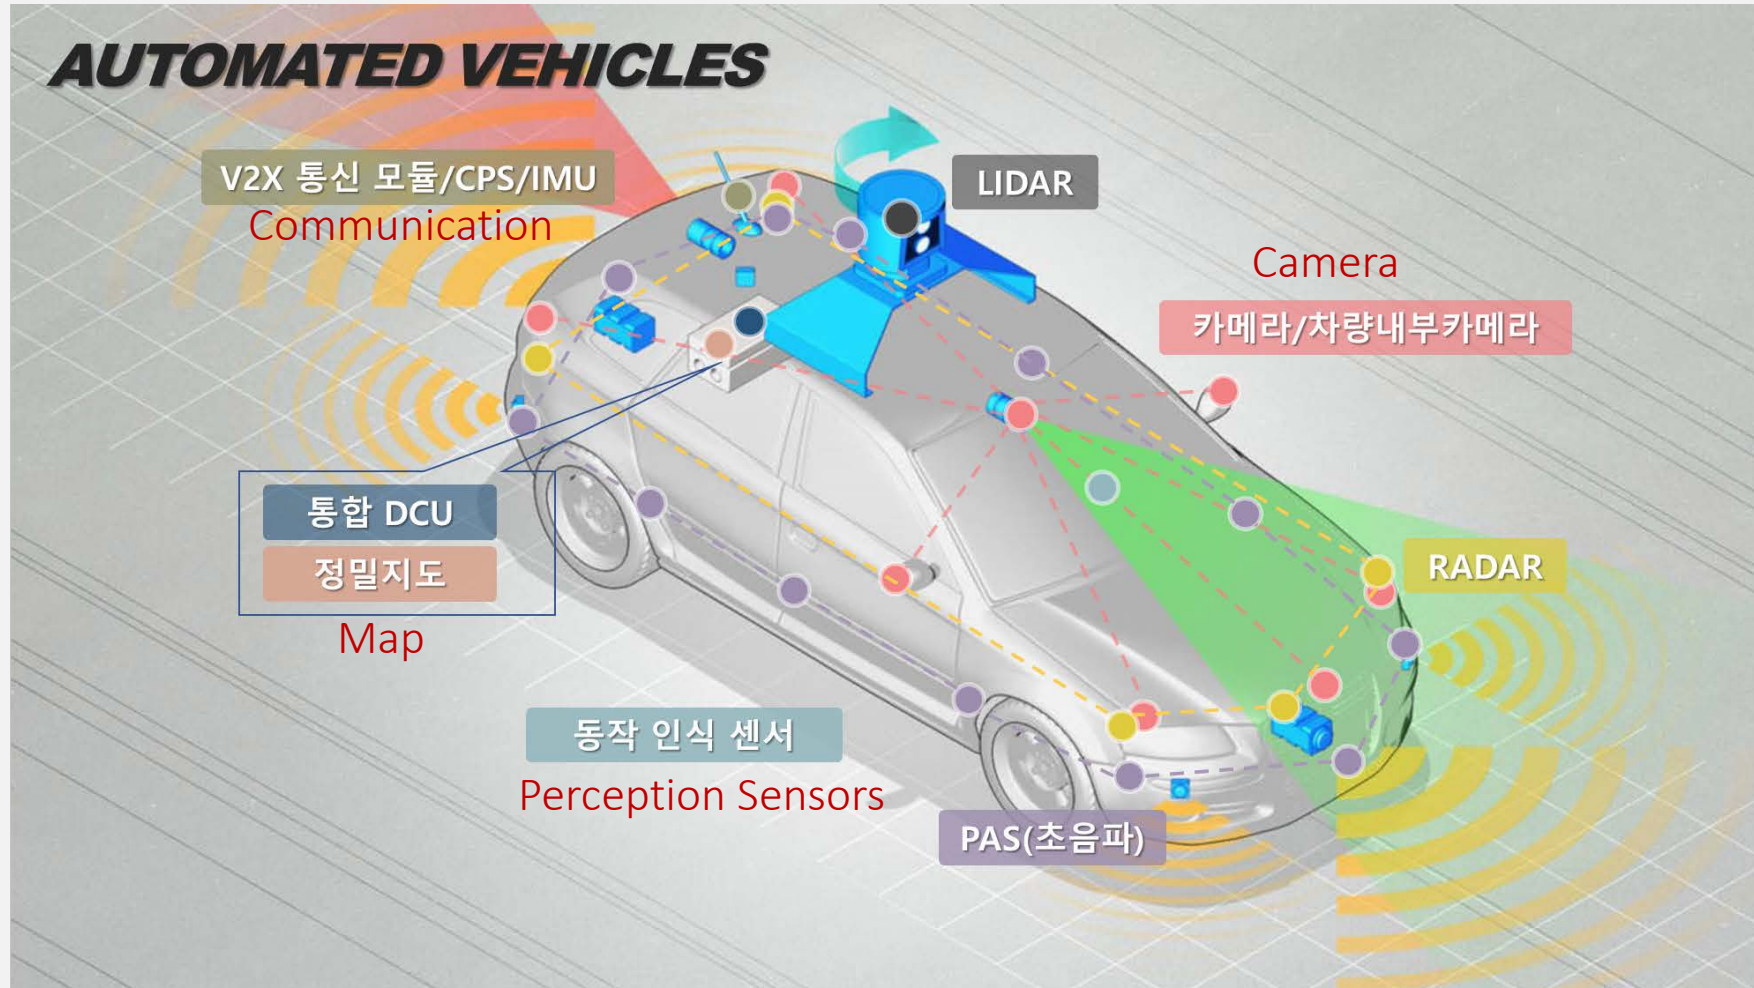 AUTOMATED VEHICLES
V2X 통신 모듈/CPS/IMU
Communication
LIDAR
Camera
카메라/차량내부카메라
통합 DCU
정밀지도
Map
RADAR
동작 인식 센서
Perception Sensors
PAS(초음파)